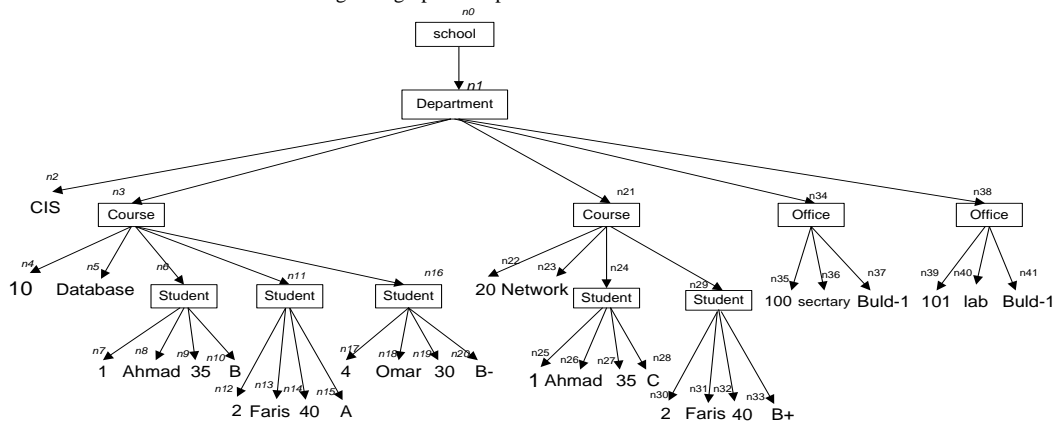 n0
school
n1
Department
n2
n3
n21
n34
n38
CIS
Course
Course
Office
Office
n4
n5
n6
n11
n16
n22
n23
n24
n29
n35
n36
n37
n39
n40
n41
10
Database
Student
Student
Student
20 Network
Student
Student
100 secrtary Buld-1
101 lab Buld-1
n7
n8
n9
n10
n17
n18
n19
n20
n25
n26
n27
n28
1 Ahmad 35 B
4 Omar 30 B-
1 Ahmad 35 C
n12
n13
n14
n15
n30
n31
n32
n33
2 Faris 40 A
2 Faris 40 B+